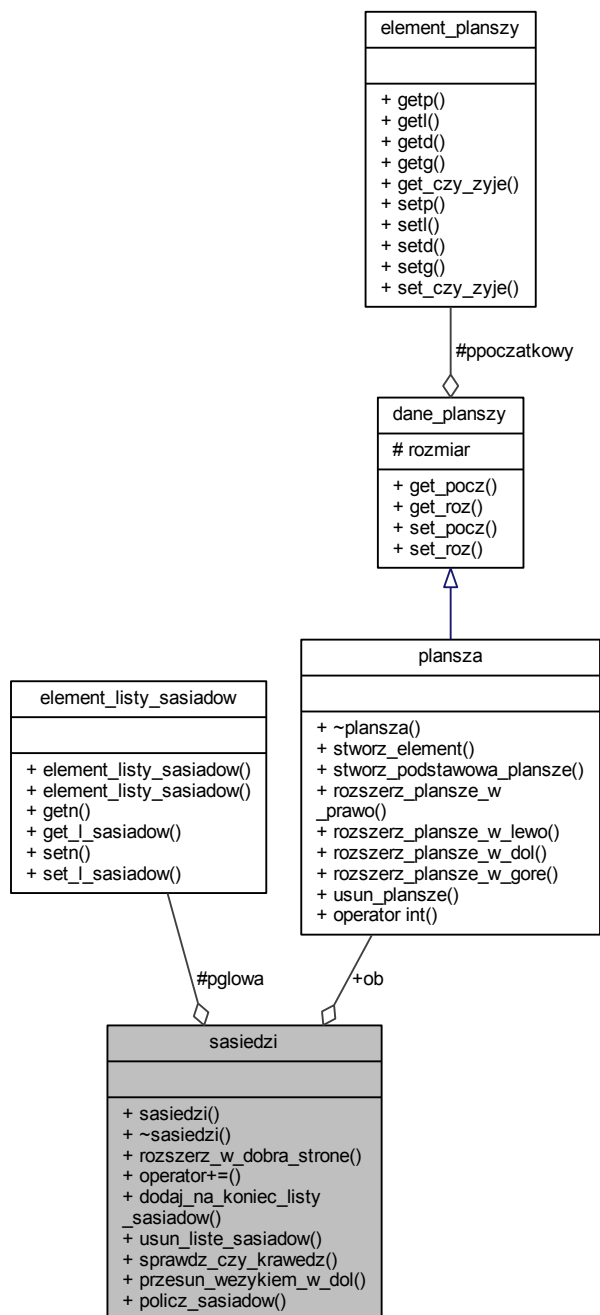 element_planszy
+ getp()
+ getl()
+ getd()
+ getg()
+ get_czy_zyje()
+ setp()
+ setl()
+ setd()
+ setg()
+ set_czy_zyje()
#ppoczatkowy
dane_planszy
# rozmiar
+ get_pocz()
+ get_roz()
+ set_pocz()
+ set_roz()
plansza
+ ~plansza()
+ stworz_element()
+ stworz_podstawowa_plansze()
+ rozszerz_plansze_w
_prawo()
+ rozszerz_plansze_w_lewo()
+ rozszerz_plansze_w_dol()
+ rozszerz_plansze_w_gore()
+ usun_plansze()
+ operator int()
element_listy_sasiadow
+ element_listy_sasiadow()
+ element_listy_sasiadow()
+ getn()
+ get_l_sasiadow()
+ setn()
+ set_l_sasiadow()
#pglowa
+ob
sasiedzi
+ sasiedzi()
+ ~sasiedzi()
+ rozszerz_w_dobra_strone()
+ operator+=()
+ dodaj_na_koniec_listy
_sasiadow()
+ usun_liste_sasiadow()
+ sprawdz_czy_krawedz()
+ przesun_wezykiem_w_dol()
+ policz_sasiadow()